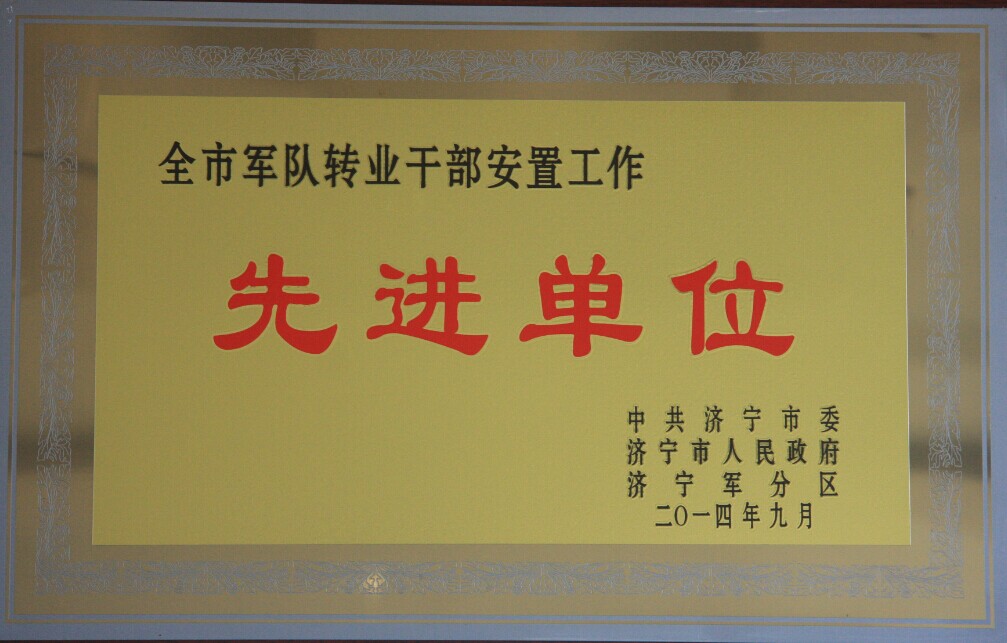 全市军队转业干部安置工作
先进单位
中共济宁市委
济宁市人民政府
济宁军分区
二〇一四年九月